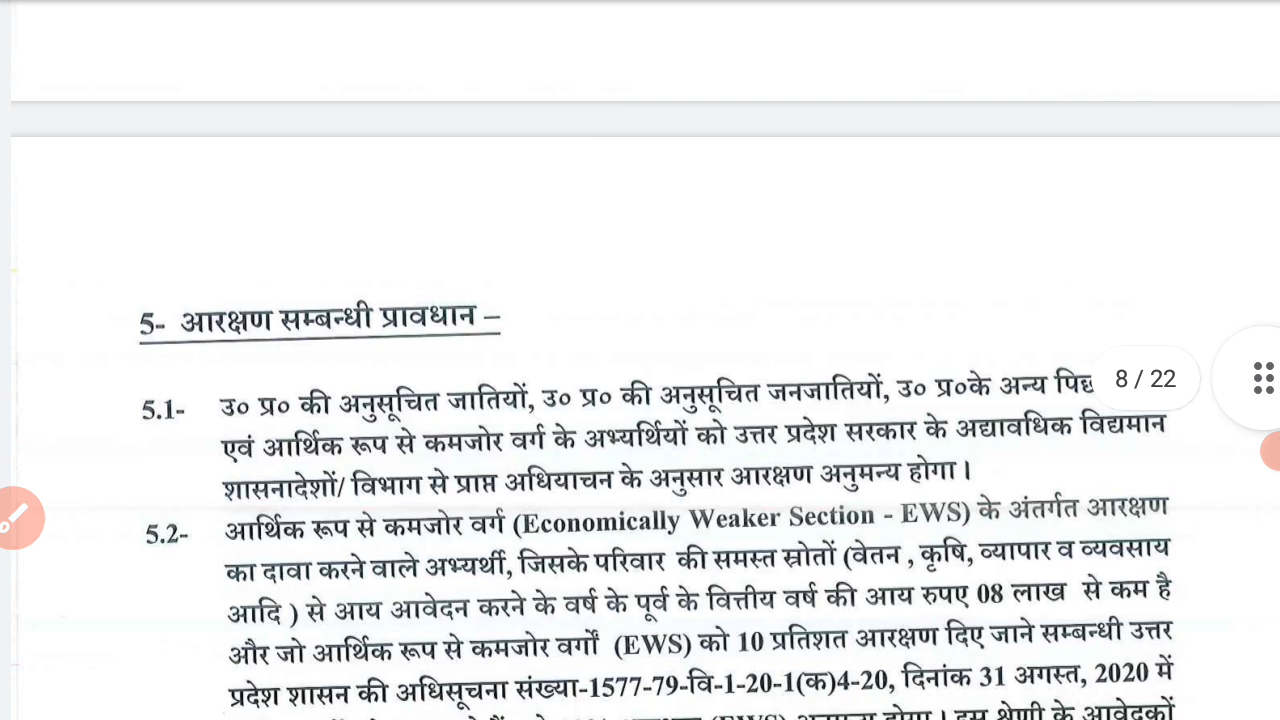 5- आरक्षण सम्बन्धी प्रावधान –
5.1- उ० प्र० की अनुसूचित जातियों, उ० प्र० की अनुसूचित जनजातियों, उ० प्र०के अन्य
8 / 22
एवं आर्थिक रूप से कमजोर वर्ग के अभ्यर्थियों को उत्तर प्रदेश सरकार के अद्यावधिक विद्यमान
शासनादेशों/ विभाग से प्राप्त अधियाचन के अनुसार आरक्षण अनुमन्य होगा।
5.2- आर्थिक रूप से कमजोर वर्ग (Economically Weaker Section - EWS) के अंतर्गत आरक्षण
का दावा करने वाले अभ्यर्थी, जिसके परिवार की समस्त स्रोतों (वेतन , कृषि, व्यापार व व्यवसाय
आदि ) से आय आवेदन करने के वर्ष के पूर्व के वित्तीय वर्ष की आय रुपए 08 लाख से कम है
और जो आर्थिक रूप से कमजोर वर्गों (EWS) को 10 प्रतिशत आरक्षण दिए जाने सम्बन्धी उत्तर
प्रदेश शासन की अधिसूचना संख्या-1577-79-वि-1-20-1(क)4-20, दिनांक 31 अगस्त, 2020 में